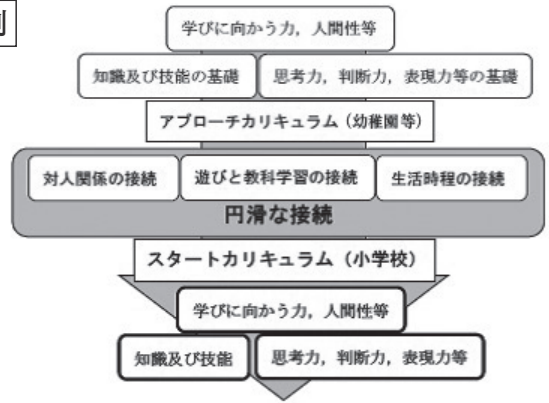 例
学びに向かう力，人間性等
知識及び技能の基礎
思考力，判断力，表現力等の基礎
アプローチカリキュラム（幼稚園等）
対人関係の接続
遊びと教科学習の接続
生活時程の接続
円滑な接続
スタートカリキュラム（小学校）
学びに向かう力，人間性等
知識及び技能
思考力，判断力，表現力等